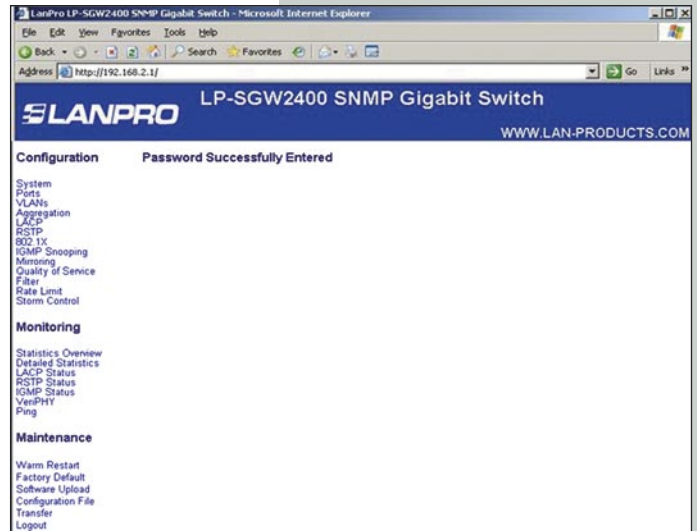 LanPro LP-SGW2400 SNMP Gigabit Switch - Microsoft Internet Explorer
File Edit View Favorites Tools Help
Back Search Favorites
Address http://192.168.2.1/ Go Links »
LANPRO
LP-SGW2400 SNMP Gigabit Switch
WWW.LAN-PRODUCTS.COM
Configuration
Password Successfully Entered
System
Ports
VLANs
Aggregation
LACP
RSTP
802.1X
IGMP Snooping
Mirroring
Quality of Service
Filter
Rate Limit
Storm Control
Monitoring
Statistics Overview
Detailed Statistics
LACP Status
RSTP Status
IGMP Status
VeriPHY
Ping
Maintenance
Warm Restart
Factory Default
Software Upload
Configuration File
Transfer
Logout